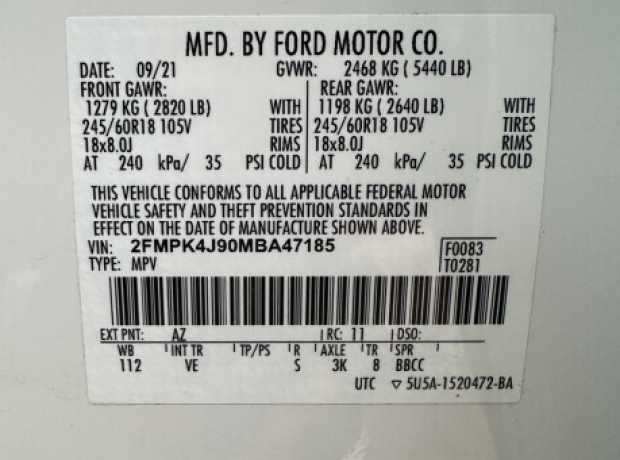 MFD. BY FORD MOTOR CO.
DATE: 09/21 GVWR: 2468 KG ( 5440 LB)
FRONT GAWR: REAR GAWR:
1279 KG ( 2820 LB) WITH 1198 KG ( 2640 LB) WITH
245/60R18 105V TIRES 245/60R18 105V TIRES
18x8.0J RIMS 18x8.0J RIMS
AT 240 kPa/ 35 PSI COLD AT 240 kPa/ 35 PSI COLD
THIS VEHICLE CONFORMS TO ALL APPLICABLE FEDERAL MOTOR
VEHICLE SAFETY AND THEFT PREVENTION STANDARDS IN
EFFECT ON THE DATE OF MANUFACTURE SHOWN ABOVE.
VIN: 2FMPK4J90MBA47185 F0083
TYPE: MPV T0281
EXT PNT: AZ RC: 11 DSO:
WB INT TR TP/PS R AXLE TR SPR
112 VE S 3K 8 BBCC
UTC ▽ 5U5A-1520472-BA